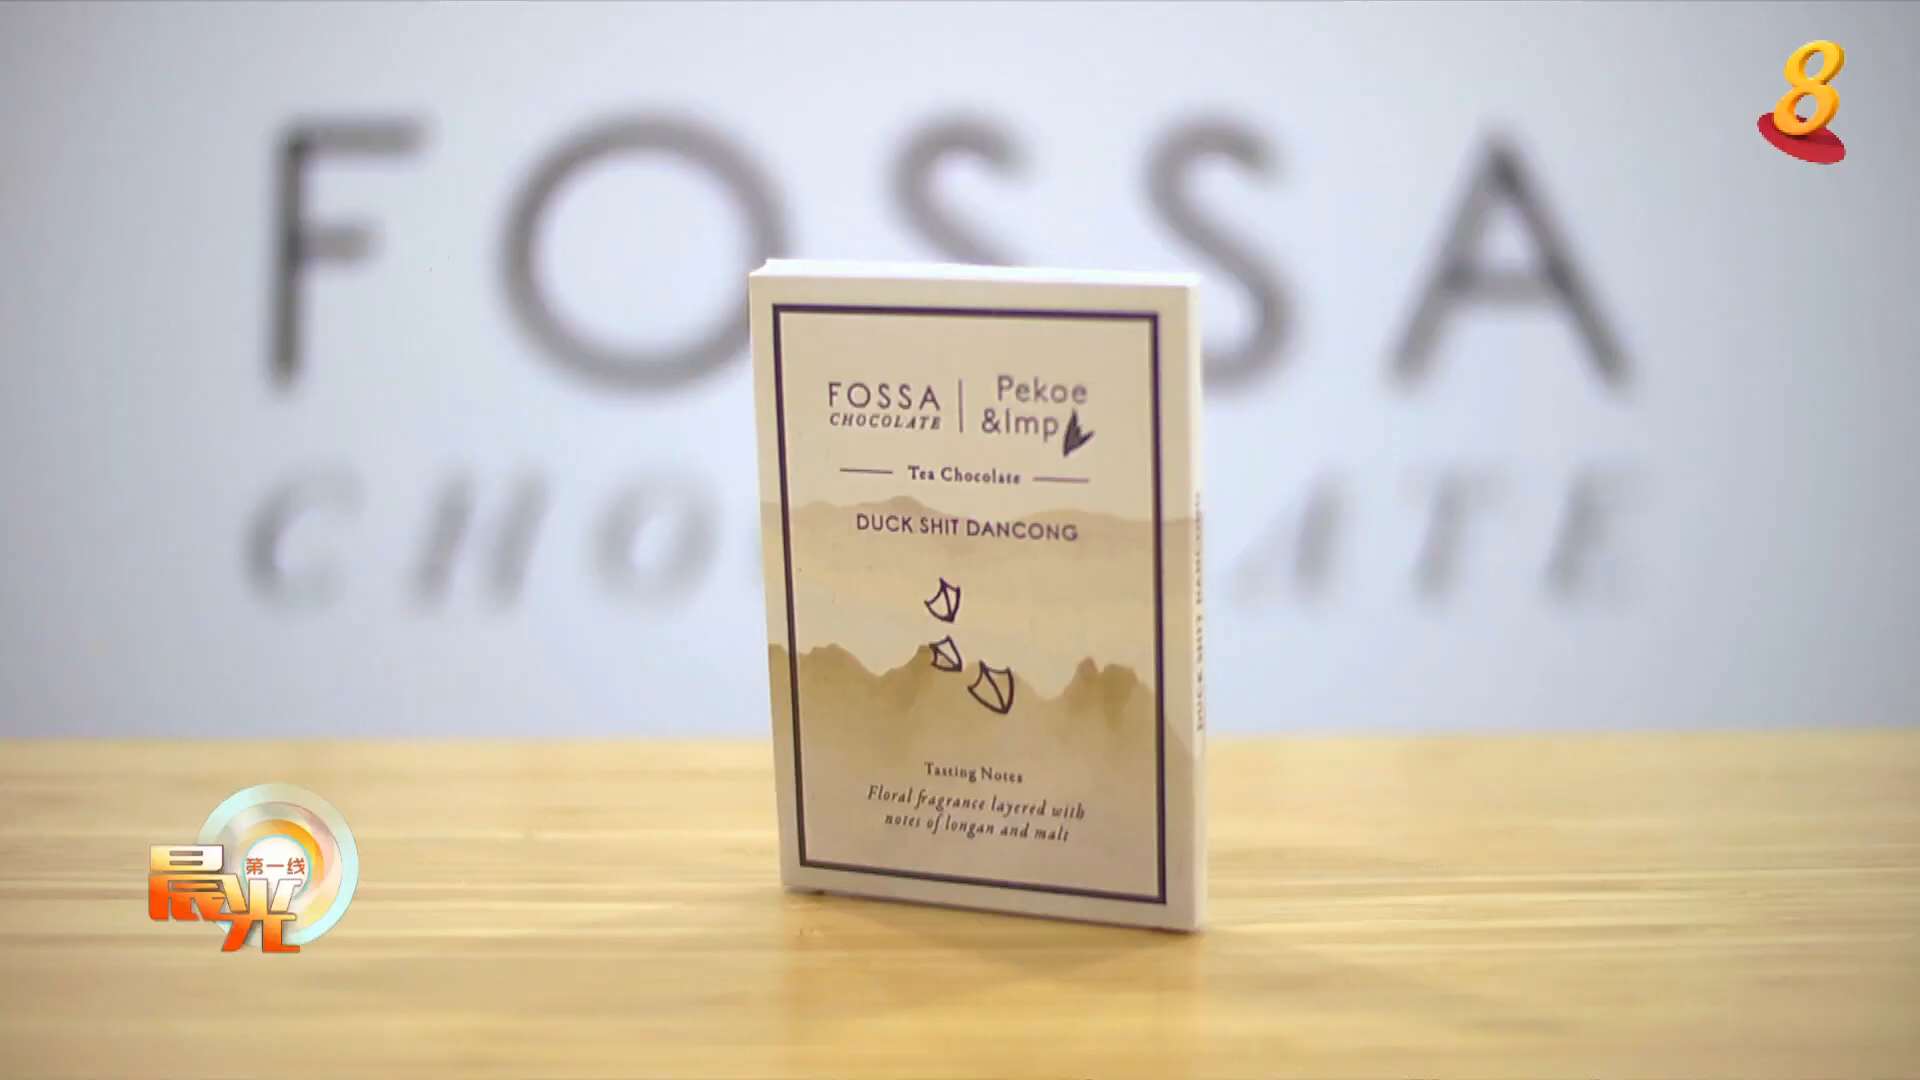 FOSSA
CHOCOLATE
8
FOSSA
CHOCOLATE
Pekoe
&Imp
Tea Chocolate
DUCK SHIT DANCONG
Tasting Notes
Floral fragrance layered with
notes of longan and malt
DUCK SHIT DANCONG
第一线
晨光